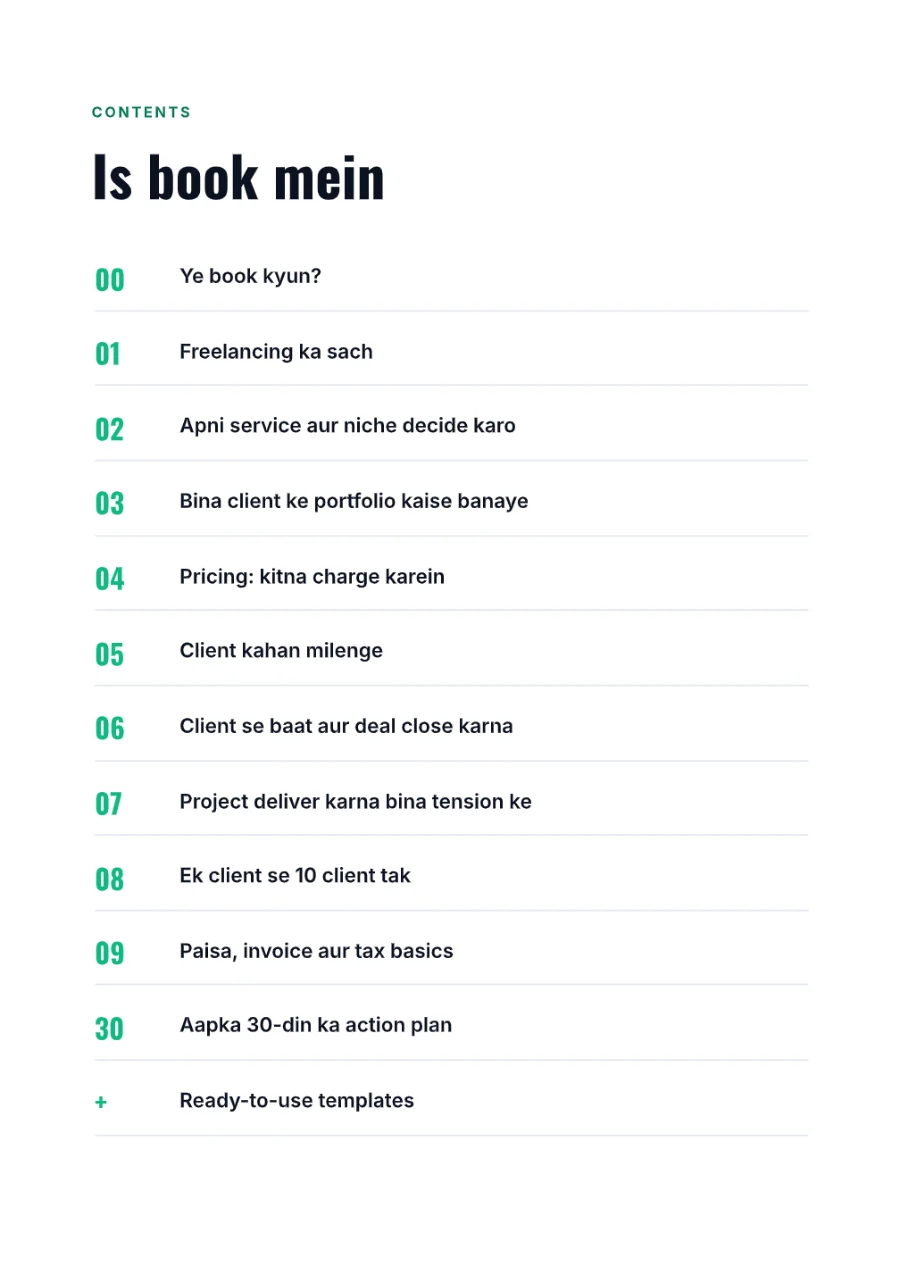 CONTENTS
Is book mein
00 Ye book kyun?
01 Freelancing ka sach
02 Apni service aur niche decide karo
03 Bina client ke portfolio kaise banaye
04 Pricing: kitna charge karein
05 Client kahan milenge
06 Client se baat aur deal close karna
07 Project deliver karna bina tension ke
08 Ek client se 10 client tak
09 Paisa, invoice aur tax basics
30 Aapka 30-din ka action plan
+ Ready-to-use templates